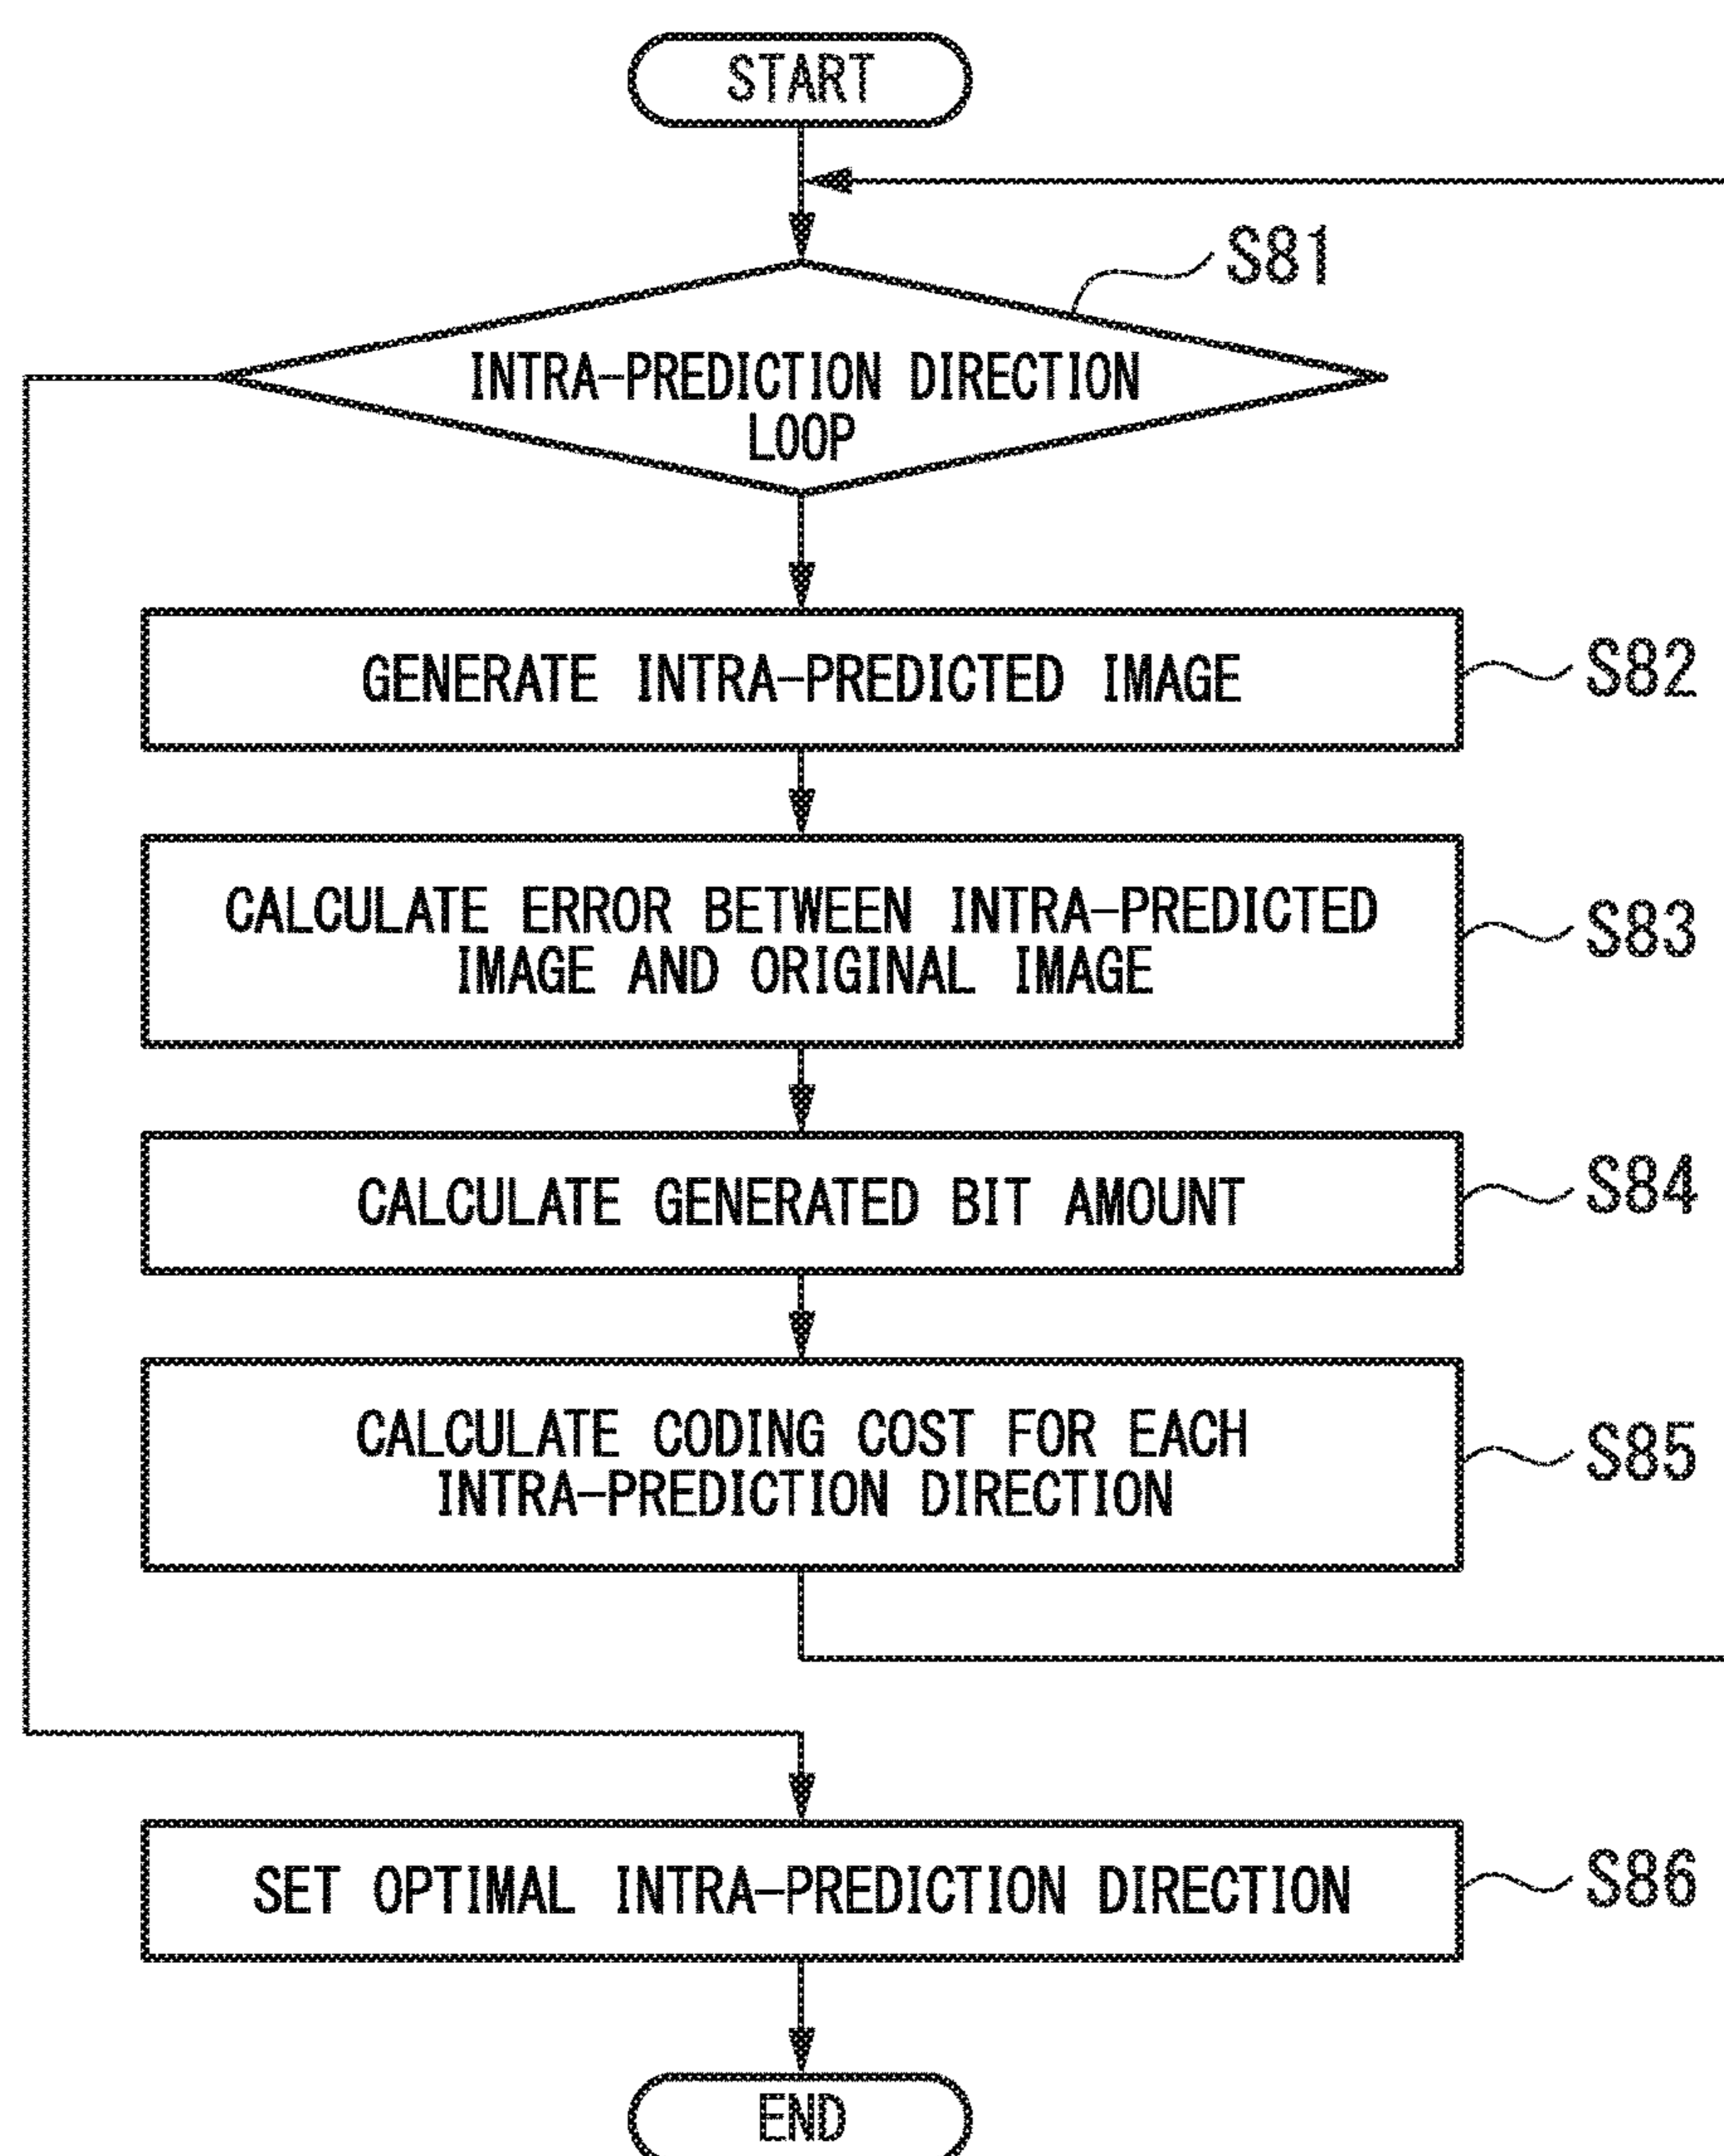 START
S81
INTRA-PREDICTION DIRECTION
LOOP
GENERATE INTRA-PREDICTED IMAGE
S82
CALCULATE ERROR BETWEEN INTRA-PREDICTED
IMAGE AND ORIGINAL IMAGE
S83
CALCULATE GENERATED BIT AMOUNT
S84
CALCULATE CODING COST FOR EACH
INTRA-PREDICTION DIRECTION
S85
SET OPTIMAL INTRA-PREDICTION DIRECTION
S86
END